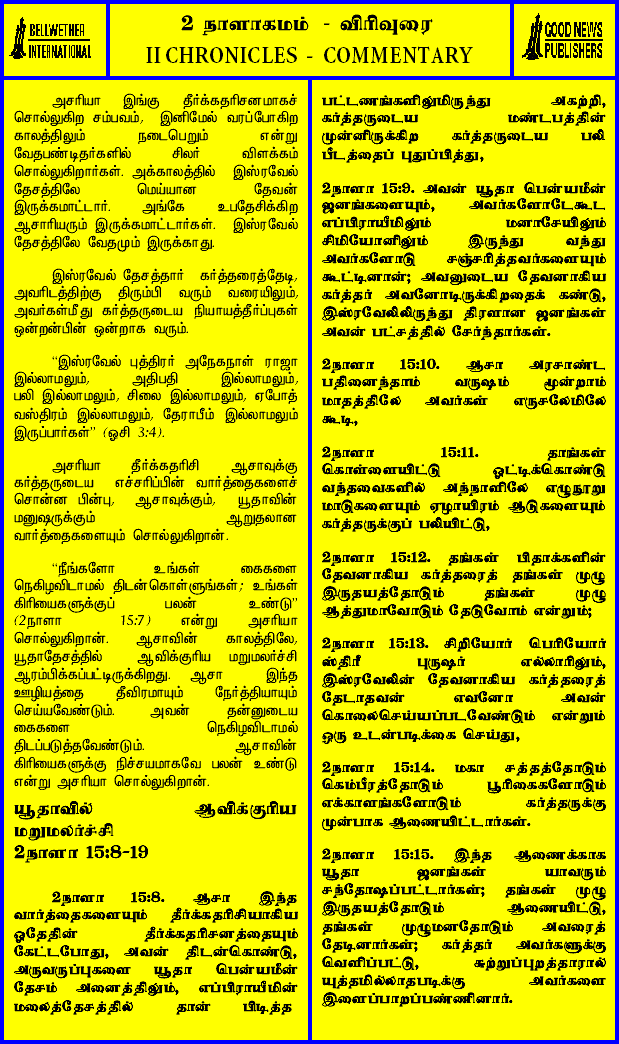 BELLWETHER
INTERNATIONAL
2 நாளாகமம் - விரிவுரை
II CHRONICLES - COMMENTARY
GOOD NEWS
PUBLISHERS
அசரியா இங்கு தீர்க்கதரிசனமாகச்
சொல்லுகிற சம்பவம், இனிமேல் வரப்போகிற
காலத்திலும் நடைபெறும் என்று
வேதபண்டிதர்களில் சிலர் விளக்கம்
சொல்லுகிறார்கள். அக்காலத்தில் இஸ்ரவேல்
தேசத்திலே மெய்யான தேவன்
இருக்கமாட்டார். அங்கே உபதேசிக்கிற
ஆசாரியரும் இருக்கமாட்டார்கள். இஸ்ரவேல்
தேசத்திலே வேதமும் இருக்காது.
இஸ்ரவேல் தேசத்தார் கர்த்தரைத்தேடி,
அவரிடத்திற்கு திரும்பி வரும் வரையிலும்,
அவர்கள்மீது கர்த்தருடைய நியாயத்தீர்ப்புகள்
ஒன்றன்பின் ஒன்றாக வரும்.
“இஸ்ரவேல் புத்திரர் அநேகநாள் ராஜா
இல்லாமலும், அதிபதி இல்லாமலும்,
பலி இல்லாமலும், சிலை இல்லாமலும், ஏபோத்
வஸ்திரம் இல்லாமலும், தேராபீம் இல்லாமலும்
இருப்பார்கள்” (ஓசி 3:4).
அசரியா தீர்க்கதரிசி ஆசாவுக்கு
கர்த்தருடைய எச்சரிப்பின் வார்த்தைகளைச்
சொன்ன பின்பு, ஆசாவுக்கும், யூதாவின்
மனுஷருக்கும் ஆறுதலான
வார்த்தைகளையும் சொல்லுகிறான்.
“நீங்களோ உங்கள் கைகளை
நெகிழவிடாமல் திடன்கொள்ளுங்கள்; உங்கள்
கிரியைகளுக்குப் பலன் உண்டு”
(2நாளா 15:7) என்று அசரியா
சொல்லுகிறான். ஆசாவின் காலத்திலே,
யூதாதேசத்தில் ஆவிக்குரிய மறுமலர்ச்சி
ஆரம்பிக்கப்பட்டிருக்கிறது. ஆசா இந்த
ஊழியத்தை தீவிரமாயும் நேர்த்தியாயும்
செய்யவேண்டும். அவன் தன்னுடைய
கைகளை நெகிழவிடாமல்
திடப்படுத்தவேண்டும். ஆசாவின்
கிரியைகளுக்கு நிச்சயமாகவே பலன் உண்டு
என்று அசரியா சொல்லுகிறான்.
யூதாவில் ஆவிக்குரிய
மறுமலர்ச்சி
2நாளா 15:8-19
2நாளா 15:8. ஆசா இந்த
வார்த்தைகளையும் தீர்க்கதரிசியாகிய
ஓதேதின் தீர்க்கதரிசனத்தையும்
கேட்டபோது, அவன் திடன்கொண்டு,
அருவருப்புகளை யூதா பென்யமீன்
தேசம் அனைத்திலும், எப்பிராயீமின்
மலைத்தேசத்தில் தான் பிடித்த
பட்டணங்களிலுமிருந்து அகற்றி,
கர்த்தருடைய மண்டபத்தின்
முன்னிருக்கிற கர்த்தருடைய பலி
பீடத்தைப் புதுப்பித்து,
2நாளா 15:9. அவன் யூதா பென்யமீன்
ஜனங்களையும், அவர்களோடேகூட
எப்பிராயீமிலும் மனாசேயிலும்
சிமியோனிலும் இருந்து வந்து
அவர்களோடு சஞ்சரித்தவர்களையும்
கூட்டினான்; அவனுடைய தேவனாகிய
கர்த்தர் அவனோடிருக்கிறதைக் கண்டு,
இஸ்ரவேலிலிருந்து திரளான ஜனங்கள்
அவன் பட்சத்தில் சேர்ந்தார்கள்.
2நாளா 15:10. ஆசா அரசாண்ட
பதினைந்தாம் வருஷம் மூன்றாம்
மாதத்திலே அவர்கள் எருசலேமிலே
கூடி,
2நாளா 15:11. தாங்கள்
கொள்ளையிட்டு ஓட்டிக்கொண்டு
வந்தவைகளில் அந்நாளிலே எழுநூறு
மாடுகளையும் ஏழாயிரம் ஆடுகளையும்
கர்த்தருக்குப் பலியிட்டு,
2நாளா 15:12. தங்கள் பிதாக்களின்
தேவனாகிய கர்த்தரைத் தங்கள் முழு
இருதயத்தோடும் தங்கள் முழு
ஆத்துமாவோடும் தேடுவோம் என்றும்;
2நாளா 15:13. சிறியோர் பெரியோர்
ஸ்திரீ புருஷர் எல்லாரிலும்,
இஸ்ரவேலின் தேவனாகிய கர்த்தரைத்
தேடாதவன் எவனோ அவன்
கொலைசெய்யப்படவேண்டும் என்றும்
ஒரு உடன்படிக்கை செய்து,
2நாளா 15:14. மகா சத்தத்தோடும்
கெம்பீரத்தோடும் பூரிகைகளோடும்
எக்காளங்களோடும் கர்த்தருக்கு
முன்பாக ஆணையிட்டார்கள்.
2நாளா 15:15. இந்த ஆணைக்காக
யூதா ஜனங்கள் யாவரும்
சந்தோஷப்பட்டார்கள்; தங்கள் முழு
இருதயத்தோடும் ஆணையிட்டு,
தங்கள் முழுமனதோடும் அவரைத்
தேடினார்கள்; கர்த்தர் அவர்களுக்கு
வெளிப்பட்டு, சுற்றுப்புறத்தாரால்
யுத்தமில்லாதபடிக்கு அவர்களை
இளைப்பாறப்பண்ணினார்.